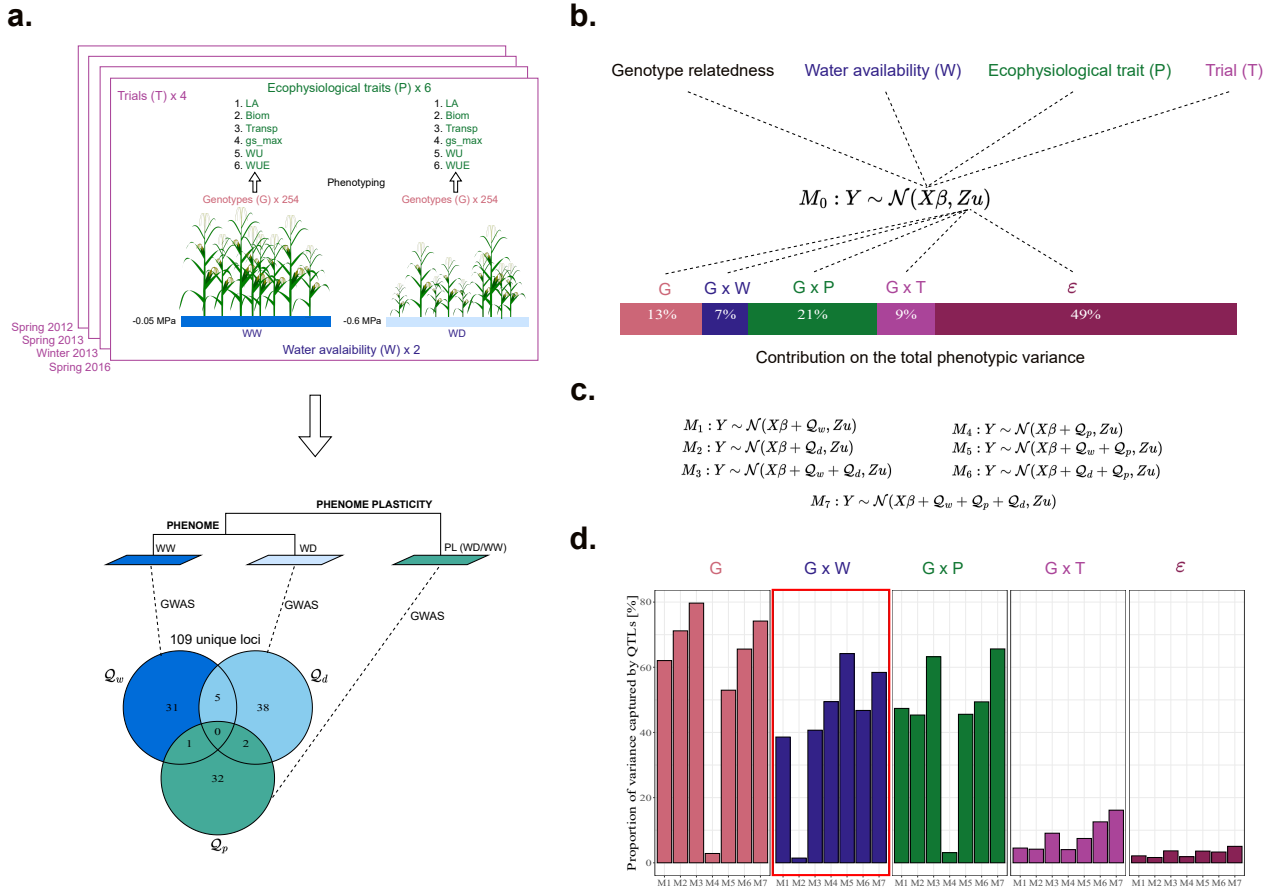 a.
Trials (T) x 4
Ecophysiological traits (P) x 6
1. LA
2. Biom
3. Transp
4. gs_max
5. WU
6. WUE
1. LA
2. Biom
3. Transp
4. gs_max
5. WU
6. WUE
Phenotyping
Genotypes (G) x 254
Genotypes (G) x 254
-0.05 MPa
-0.6 MPa
WW
WD
Water avalaibility (W) x 2
Spring 2012
Spring 2013
Winter 2013
Spring 2016
PHENOME PLASTICITY
PHENOME
WW
WD
PL (WD/WW)
GWAS
GWAS
GWAS
109 unique loci
𝒬w
𝒬d
31
5
38
0
1
2
32
𝒬p
b.
Genotype relatedness
Water availability (W)
Ecophysiological trait (P)
Trial (T)
M0 : Y ∼ 𝒩(Xβ, Zu)
G
G x W
G x P
G x T
ε
13%
7%
21%
9%
49%
Contribution on the total phenotypic variance
c.
M1 : Y ∼ 𝒩(Xβ + 𝒬w, Zu)
M2 : Y ∼ 𝒩(Xβ + 𝒬d, Zu)
M3 : Y ∼ 𝒩(Xβ + 𝒬w + 𝒬d, Zu)
M4 : Y ∼ 𝒩(Xβ + 𝒬p, Zu)
M5 : Y ∼ 𝒩(Xβ + 𝒬w + 𝒬p, Zu)
M6 : Y ∼ 𝒩(Xβ + 𝒬d + 𝒬p, Zu)
M7 : Y ∼ 𝒩(Xβ + 𝒬w + 𝒬p + 𝒬d, Zu)
d.
G
G x W
G x P
G x T
ε
Proportion of variance captured by QTLs [%]
80
60
40
20
0
M1 M2 M3 M4 M5 M6 M7
M1 M2 M3 M4 M5 M6 M7
M1 M2 M3 M4 M5 M6 M7
M1 M2 M3 M4 M5 M6 M7
M1 M2 M3 M4 M5 M6 M7